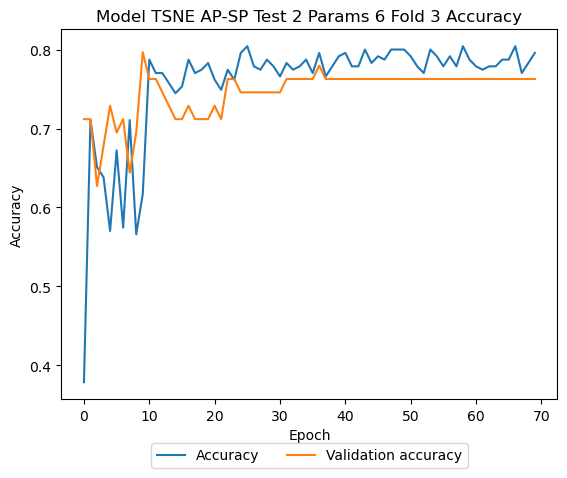 Model TSNE AP-SP Test 2 Params 6 Fold 3 Accuracy
0.8
0.7
0.6
0.5
0.4
Accuracy
0 10 20 30 40 50 60 70
Epoch
Accuracy Validation accuracy